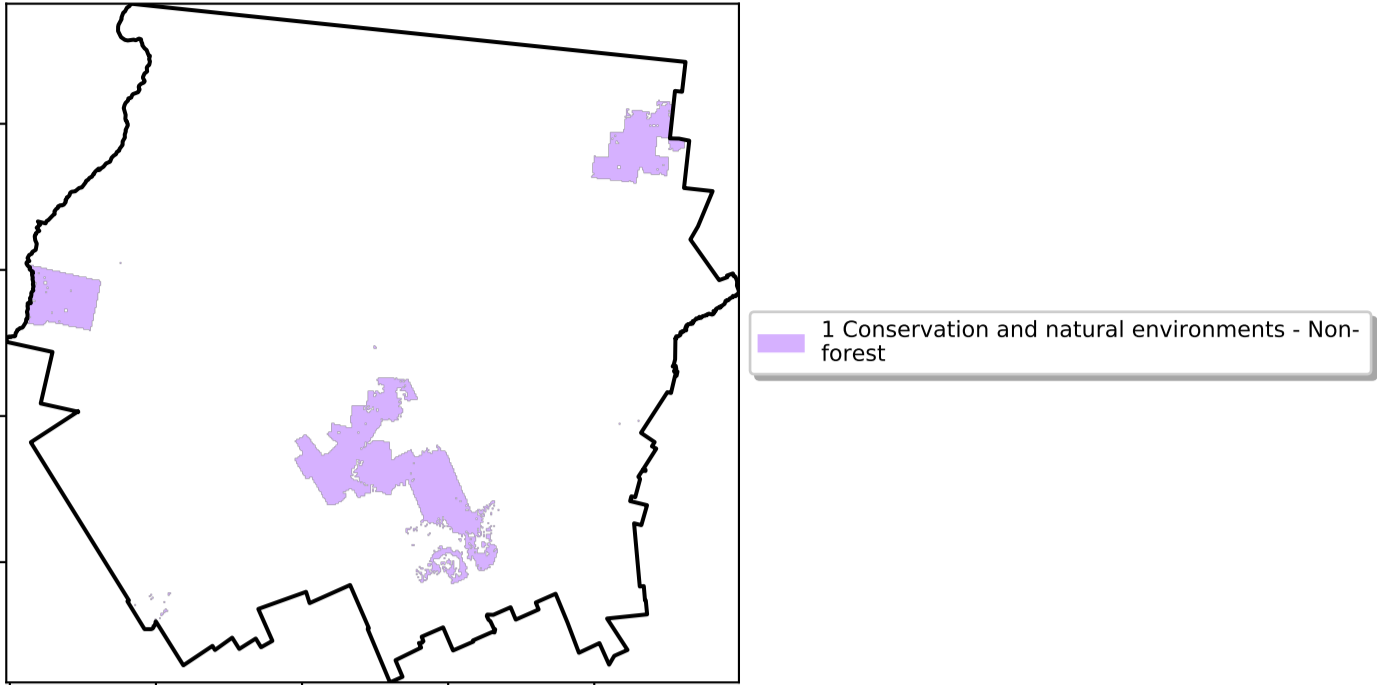 1 Conservation and natural environments - Non-
forest